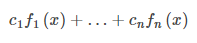 c₁f₁ (x) + … + cₙfₙ (x)